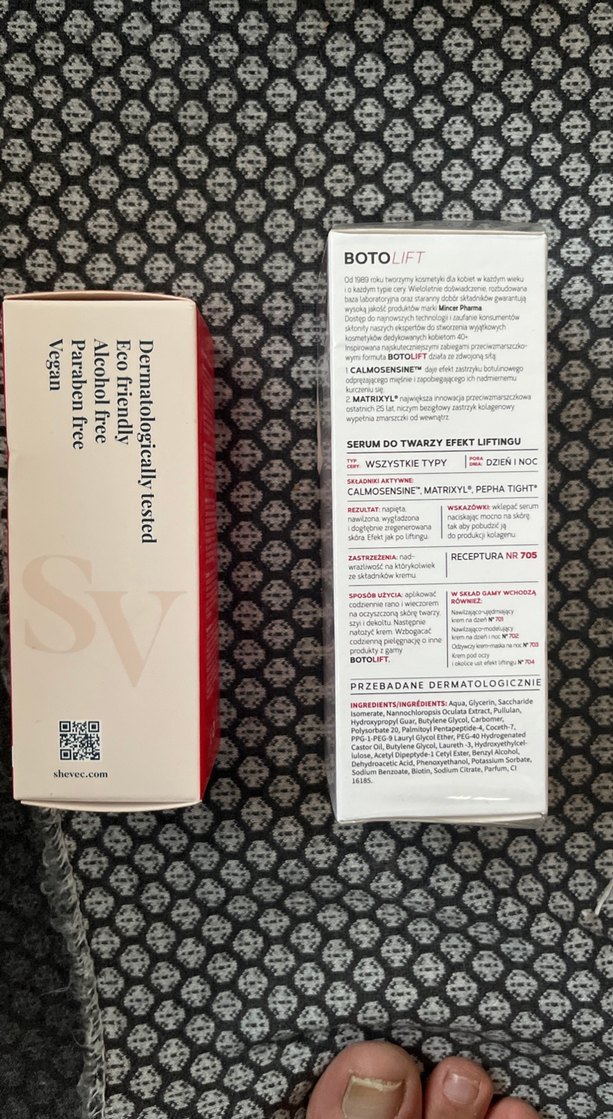 Dermatologically tested
Eco friendly
Alcohol free
Paraben free
Vegan
SV
shevec.com
BOTOLIFT
Od 1989 roku tworzymy kosmetyki dla kobiet w każdym wieku
i o każdym typie cery. Wieloletnie doświadczenie, rozbudowana
baza laboratoryjna oraz staranny dobór składników gwarantują
wysoką jakość produktów marki Mincer Pharma
Dostęp do najnowszych technologii i zaufanie konsumentów
skłoniły naszych ekspertów do stworzenia wyjątkowych
kosmetyków dedykowanych kobietom 40+
Inspirowana najskuteczniejszymi zabiegami przeciwzmarszczko-
wymi formuła BOTOLIFT działa ze zdwojoną siłą
1. CALMOSENSINE™ daje efekt zastrzyku botulinowego
odprężającego mięśnie i zapobiegającego ich nadmiernemu
kurczeniu się.
2. MATRIXYL® największa innowacja przeciwzmarszczkowa
ostatnich 25 lat, niczym bezigłowy zastrzyk kolagenowy
wypełnia zmarszczki od wewnątrz.
SERUM DO TWARZY EFEKT LIFTINGU
TYP CERY: WSZYSTKIE TYPY
PORA DNIA: DZIEŃ I NOC
SKŁADNIKI AKTYWNE:
CALMOSENSINE™, MATRIXYL®, PEPHA TIGHT®
REZULTAT: napięta,
nawilżona, wygładzona
i dogłębnie zregenerowana
skóra. Efekt jak po liftingu.
WSKAZÓWKI: wklepać serum
naciskając mocno na skórę,
tak aby pobudzić ją
do produkcji kolagenu.
ZASTRZEŻENIA: nad-
wrażliwość na którykolwiek
ze składników kremu.
RECEPTURA NR 705
SPOSÓB UŻYCIA: aplikować
codziennie rano i wieczorem
na oczyszczoną skórę twarzy,
szyi i dekoltu. Następnie
nałożyć krem. Wzbogacać
codzienną pielęgnację o inne
produkty z gamy
BOTOLIFT.
W SKŁAD GAMY WCHODZĄ
RÓWNIEŻ:
Nawilżająco-ujędrniający
krem na dzień N° 701
Nawilżająco-modelujący
krem na dzień i noc N° 702
Odżywczy krem-maska na noc N° 703
Krem pod oczy
i okolice ust efekt liftingu N° 704
PRZEBADANE DERMATOLOGICZNIE
INGREDIENTS/INGRÉDIENTS: Aqua, Glycerin, Saccharide
Isomerate, Nannochloropsis Oculata Extract, Pullulan,
Hydroxypropyl Guar, Butylene Glycol, Carbomer,
Polysorbate 20, Palmitoyl Pentapeptide-4, Coceth-7,
PPG-1-PEG-9 Lauryl Glycol Ether, PEG-40 Hydrogenated
Castor Oil, Butylene Glycol, Laureth -3, Hydroxyethylcel-
lulose, Acetyl Dipeptide-1 Cetyl Ester, Benzyl Alcohol,
Dehydroacetic Acid, Phenoxyethanol, Potassium Sorbate,
Sodium Benzoate, Biotin, Sodium Citrate, Parfum, CI
16185.